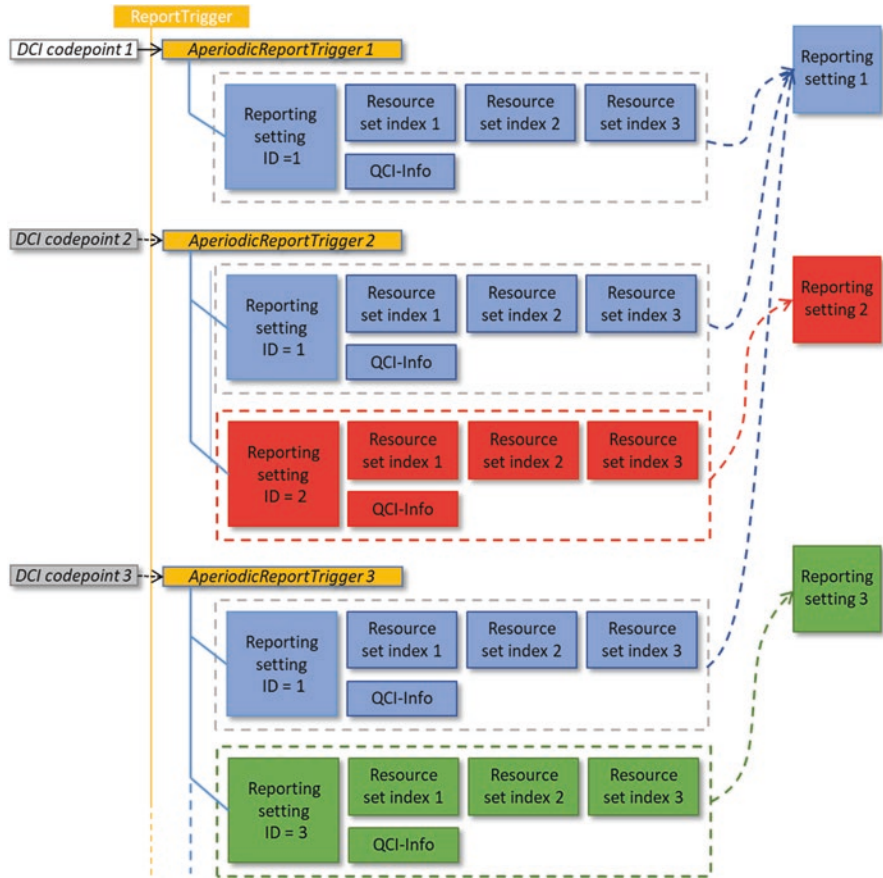 ReportTrigger
DCI codepoint 1
AperiodicReportTrigger 1
Reporting
setting
ID =1
Resource
set index 1
Resource
set index 2
Resource
set index 3
QCI-Info
Reporting
setting 1
DCI codepoint 2
AperiodicReportTrigger 2
Reporting
setting
ID = 1
Resource
set index 1
Resource
set index 2
Resource
set index 3
QCI-Info
Reporting
setting 2
Reporting
setting
ID = 2
Resource
set index 1
Resource
set index 2
Resource
set index 3
QCI-Info
DCI codepoint 3
AperiodicReportTrigger 3
Reporting
setting
ID = 1
Resource
set index 1
Resource
set index 2
Resource
set index 3
QCI-Info
Reporting
setting 3
Reporting
setting
ID = 3
Resource
set index 1
Resource
set index 2
Resource
set index 3
QCI-Info